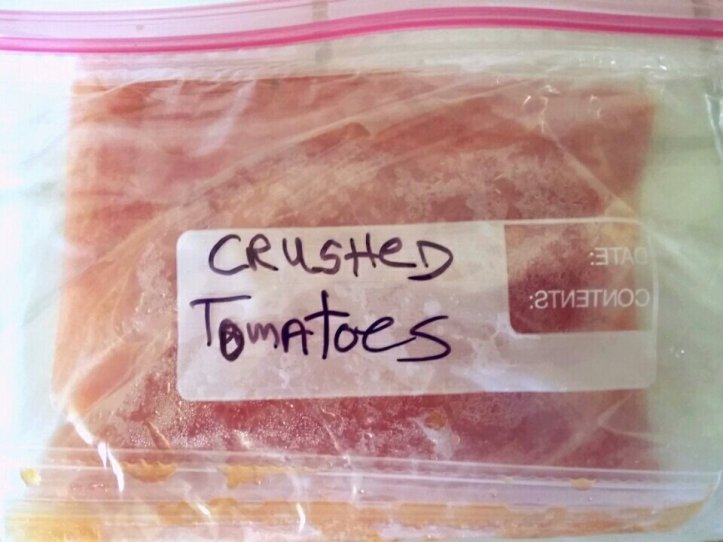 CRUSHED
TomAtoes
DATE:
CONTENTS: